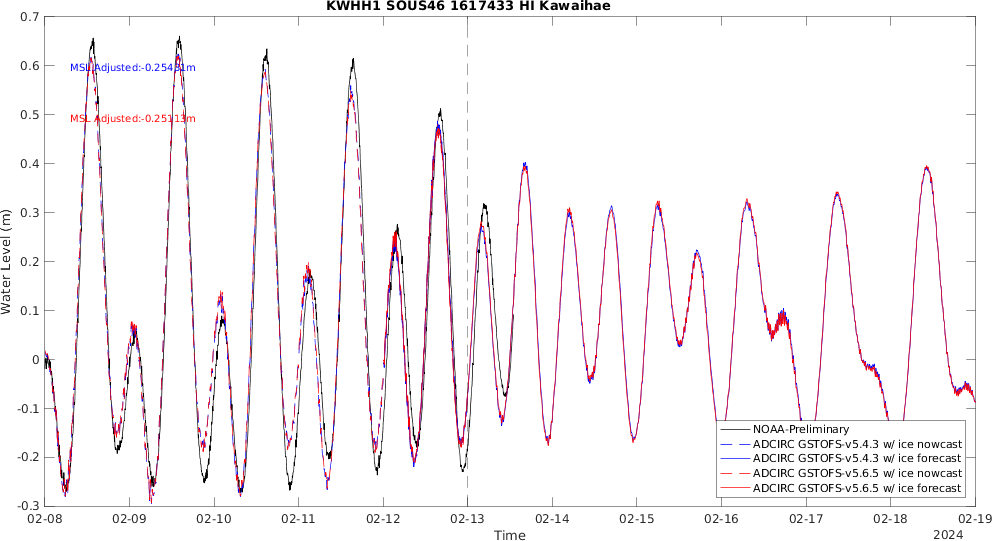 KWHH1 SOUS46 1617433 HI Kawaihae
0.7
0.6
0.5
0.4
0.3
0.2
0.1
0
-0.1
-0.2
-0.3
Water Level (m)
MSL Adjusted:-0.25431m
MSL Adjusted:-0.25113m
NOAA-Preliminary
ADCIRC GSTOFS-v5.4.3 w/ ice nowcast
ADCIRC GSTOFS-v5.4.3 w/ ice forecast
ADCIRC GSTOFS-v5.6.5 w/ ice nowcast
ADCIRC GSTOFS-v5.6.5 w/ ice forecast
02-08 02-09 02-10 02-11 02-12 02-13 02-14 02-15 02-16 02-17 02-18 02-19
Time
2024